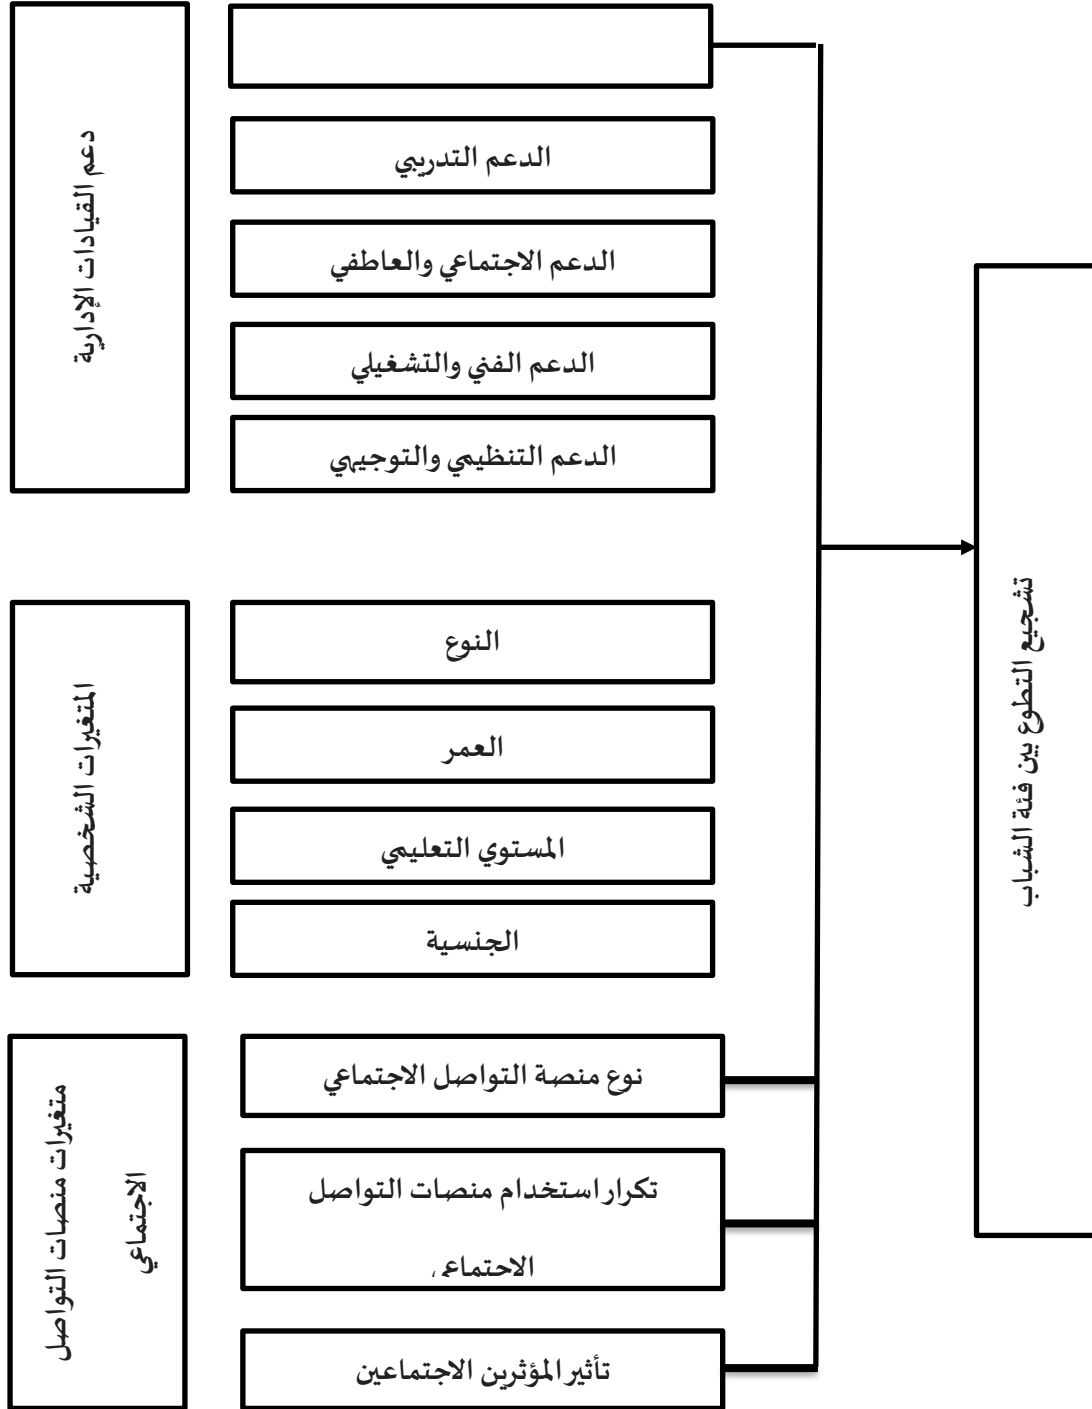 دعم القيادات الإدارية
الدعم التدريبي
الدعم الاجتماعي والعاطفي
الدعم الفني والتشغيلي
الدعم التنظيمي والتوجيهي
المتغيرات الشخصية
النوع
العمر
المستوي التعليمي
الجنسية
متغيرات منصات التواصل
الاجتماعي
نوع منصة التواصل الاجتماعي
تكرار استخدام منصات التواصل
الاجتماعي
تأثير المؤثرين الاجتماعين
تشجيع التطوع بين فئة الشباب